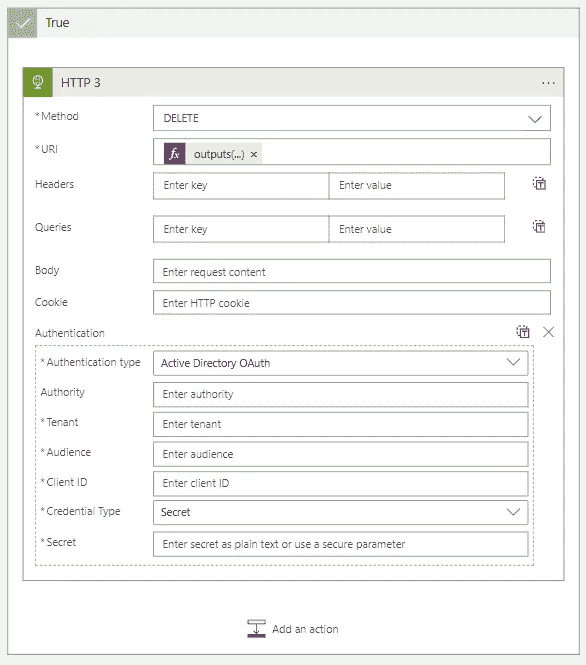 True
HTTP 3
* Method DELETE
* URI fx outputs(...) ×
Headers Enter key Enter value
Queries Enter key Enter value
Body Enter request content
Cookie Enter HTTP cookie
Authentication
* Authentication type Active Directory OAuth
Authority Enter authority
* Tenant Enter tenant
* Audience Enter audience
* Client ID Enter client ID
* Credential Type Secret
* Secret Enter secret as plain text or use a secure parameter
Add an action